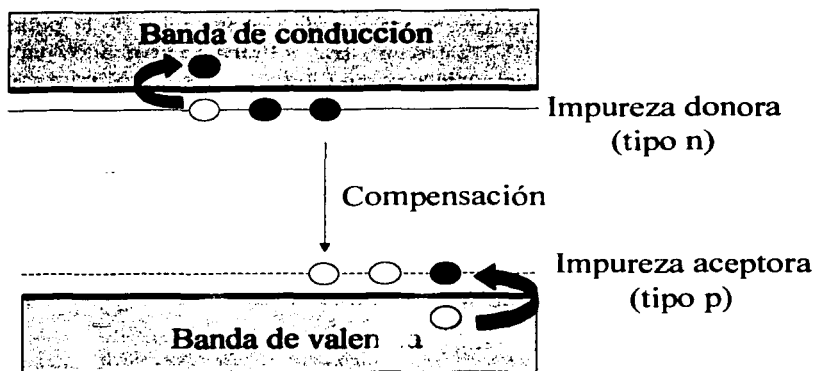 Banda de conducción
Impureza donora
(tipo n)
Compensación
Impureza aceptora
(tipo p)
Banda de